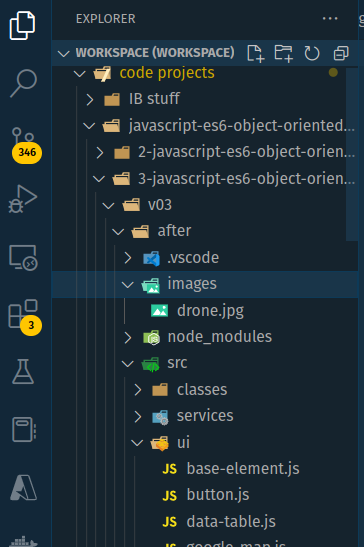 EXPLORER
WORKSPACE (WORKSPACE)
code projects
IB stuff
javascript-es6-object-oriented...
2-javascript-es6-object-orien...
3-javascript-es6-object-orien...
v03
after
.vscode
images
drone.jpg
node_modules
src
classes
services
ui
JS base-element.js
JS button.js
JS data-table.js
google-map.js
346
3